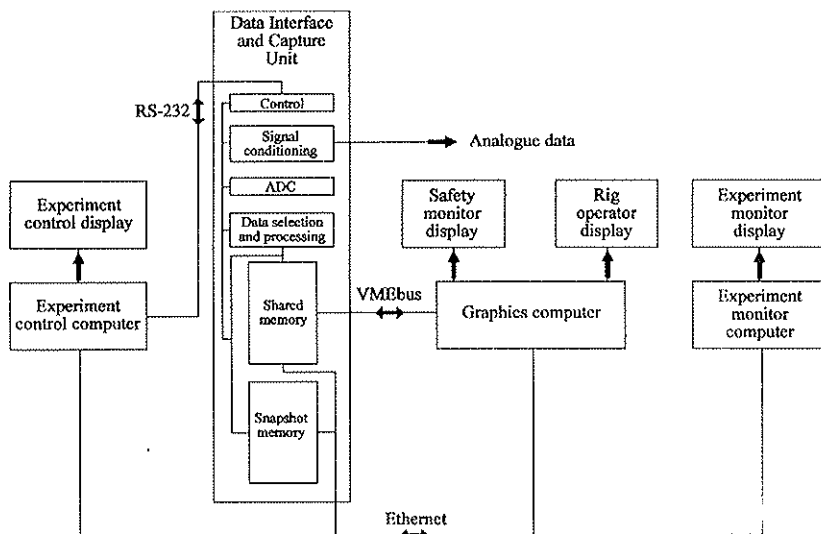 Data Interface
and Capture
Unit
RS-232
Control
Signal
conditioning
Analogue data
ADC
Experiment
control display
Data selection
and processing
Safety
monitor
display
Rig
operator
display
Experiment
monitor
display
Experiment
control computer
Shared
memory
VMEbus
Graphics computer
Experiment
monitor
computer
Snapshot
memory
Ethernet